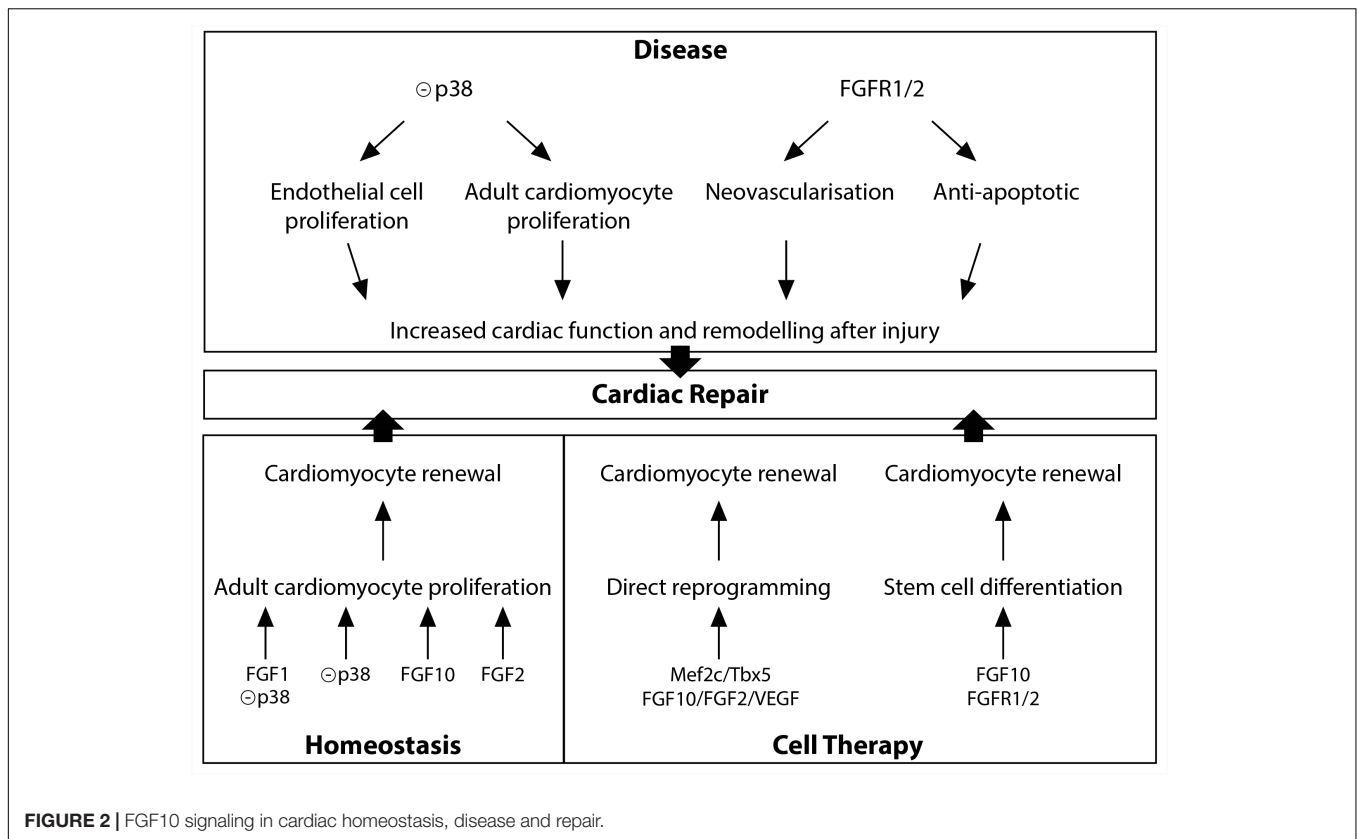 Disease
⊖p38
FGFR1/2
Endothelial cell
proliferation
Adult cardiomyocyte
proliferation
Neovascularisation
Anti-apoptotic
Increased cardiac function and remodelling after injury
Cardiac Repair
Cardiomyocyte renewal
Adult cardiomyocyte proliferation
FGF1
⊖p38
⊖p38
FGF10
FGF2
Homeostasis
Cardiomyocyte renewal
Direct reprogramming
Mef2c/Tbx5
FGF10/FGF2/VEGF
Cardiomyocyte renewal
Stem cell differentiation
FGF10
FGFR1/2
Cell Therapy
FIGURE 2 | FGF10 signaling in cardiac homeostasis, disease and repair.